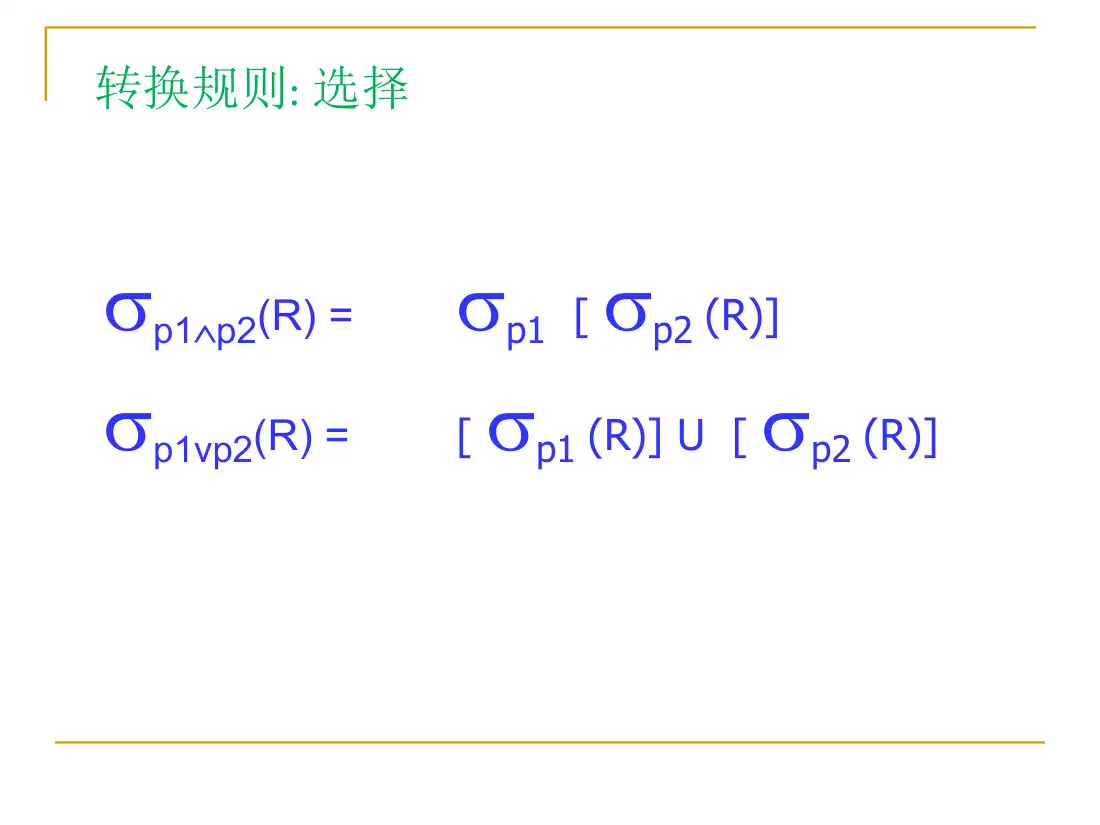 转换规则: 选择
σp1∧p2(R) = σp1 [ σp2 (R)]
σp1vp2(R) = [ σp1 (R)] U [ σp2 (R)]